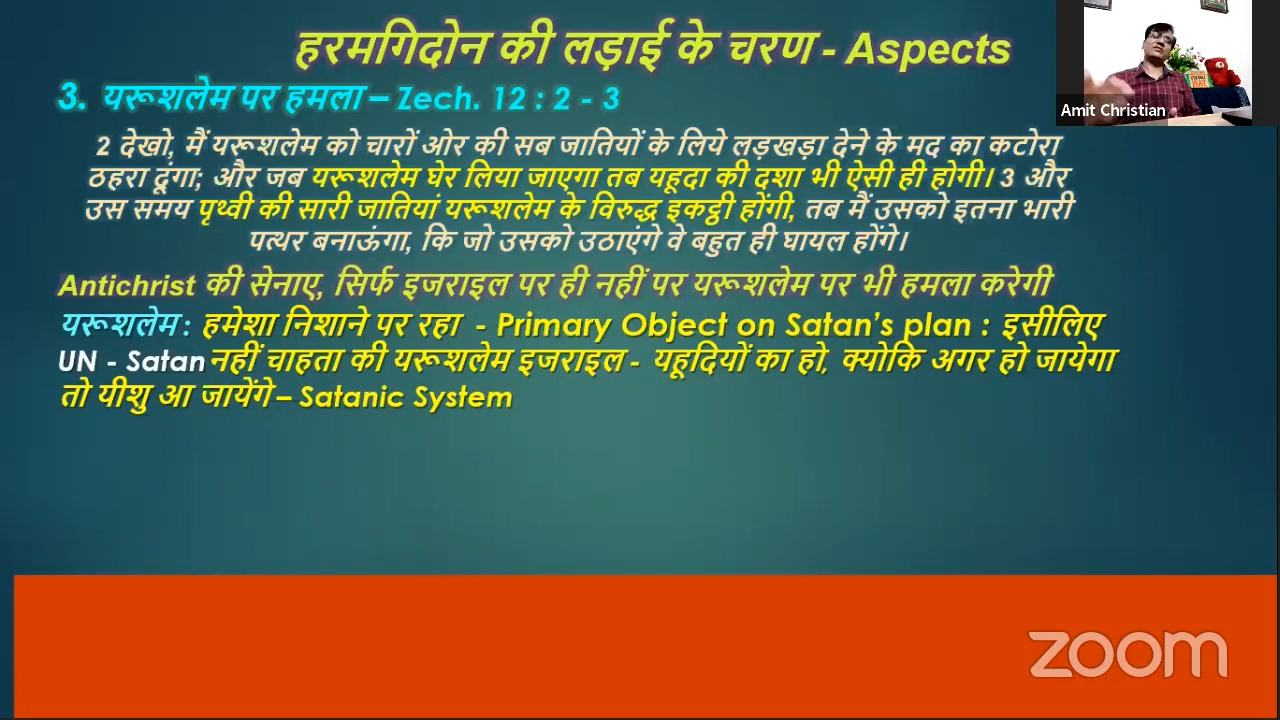 हरमगिदोन की लड़ाई के चरण - Aspects
3. यरूशलेम पर हमला – Zech. 12 : 2 - 3
2 देखो, मैं यरूशलेम को चारों ओर की सब जातियों के लिये लड़खड़ा देने के मद का कटोरा
ठहरा दूंगा; और जब यरूशलेम घेर लिया जाएगा तब यहूदा की दशा भी ऐसी ही होगी। 3 और
उस समय पृथ्वी की सारी जातियां यरूशलेम के विरुद्ध इकट्ठी होंगी, तब मैं उसको इतना भारी
पत्थर बनाऊंगा, कि जो उसको उठाएंगे वे बहुत ही घायल होंगे।
Antichrist की सेनाए, सिर्फ इजराइल पर ही नहीं पर यरूशलेम पर भी हमला करेगी
यरूशलेम : हमेशा निशाने पर रहा - Primary Object on Satan's plan : इसीलिए
UN - Satan नहीं चाहता की यरूशलेम इजराइल - यहूदियों का हो, क्योकि अगर हो जायेगा
तो यीशु आ जायेंगे – Satanic System
Amit Christian
zoom